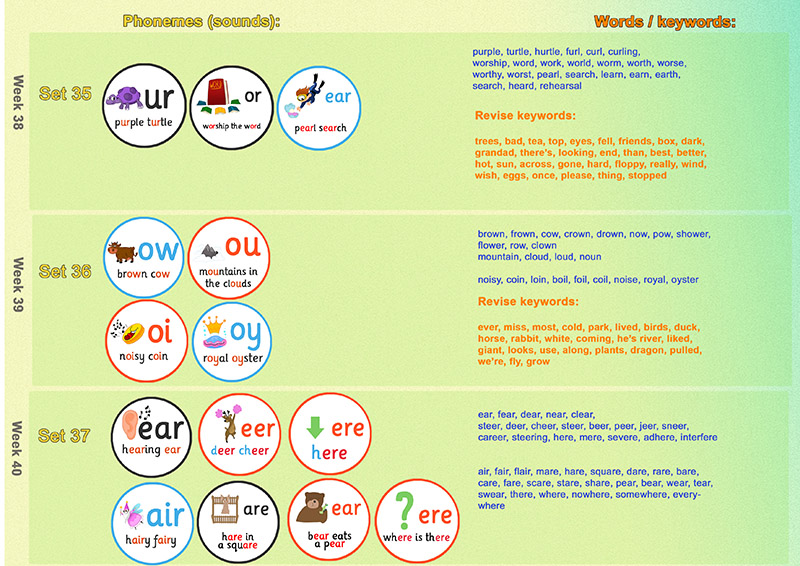 Phonemes (sounds):
Words / keywords:
Week 38
Set 35
ur
purple turtle
or
worship the word
ear
pearl search
purple, turtle, hurtle, furl, curl, curling,
worship, word, work, world, worm, worth, worse,
worthy, worst, pearl, search, learn, earn, earth,
search, heard, rehearsal
Revise keywords:
trees, bad, tea, top, eyes, fell, friends, box, dark,
grandad, there's, looking, end, than, best, better,
hot, sun, across, gone, hard, floppy, really, wind,
wish, eggs, once, please, thing, stopped
Week 39
Set 36
ow
brown cow
ou
mountains in
the clouds
oi
noisy coin
oy
royal oyster
brown, frown, cow, crown, drown, now, pow, shower,
flower, row, clown
mountain, cloud, loud, noun
noisy, coin, loin, boil, foil, coil, noise, royal, oyster
Revise keywords:
ever, miss, most, cold, park, lived, birds, duck,
horse, rabbit, white, coming, he's river, liked,
giant, looks, use, along, plants, dragon, pulled,
we're, fly, grow
Week 40
Set 37
ear
hearing ear
eer
deer cheer
ere
here
air
hairy fairy
are
hare in
a square
ear
bear eats
a pear
?ere
where is there
ear, fear, dear, near, clear,
steer, deer, cheer, steer, beer, peer, jeer, sneer,
career, steering, here, mere, severe, adhere, interfere
air, fair, flair, mare, hare, square, dare, rare, bare,
care, fare, scare, stare, share, pear, bear, wear, tear,
swear, there, where, nowhere, somewhere, every-
where